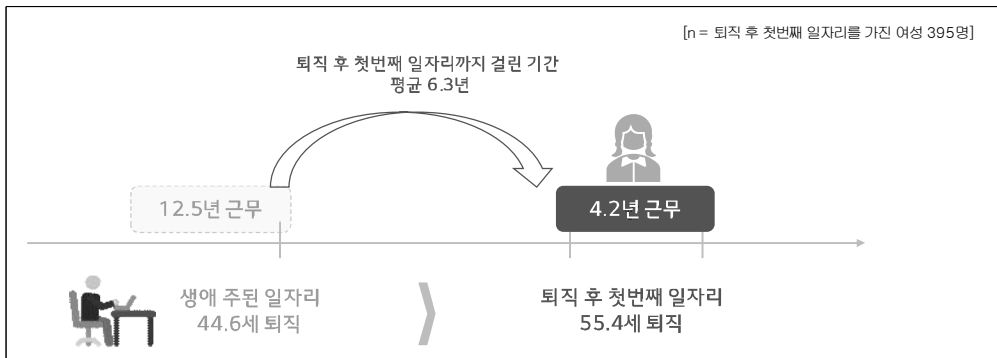 [n = 퇴직 후 첫번째 일자리를 가진 여성 395명]
퇴직 후 첫번째 일자리까지 걸린 기간
평균 6.3년
12.5년 근무
4.2년 근무
생애 주된 일자리
44.6세 퇴직
퇴직 후 첫번째 일자리
55.4세 퇴직